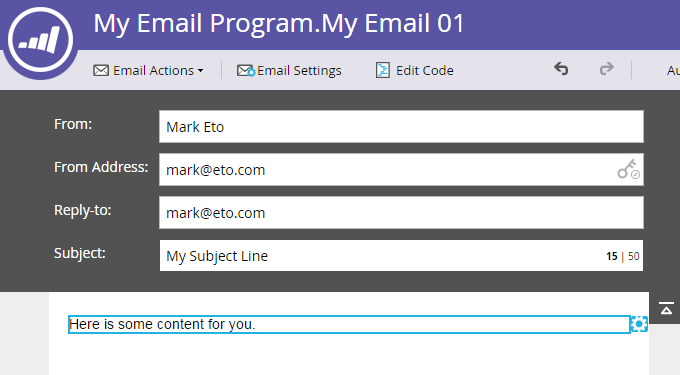 My Email Program.My Email 01
Email Actions Email Settings Edit Code Au
From: Mark Eto
From Address: mark@eto.com
Reply-to: mark@eto.com
Subject: My Subject Line 15 | 50
Here is some content for you.